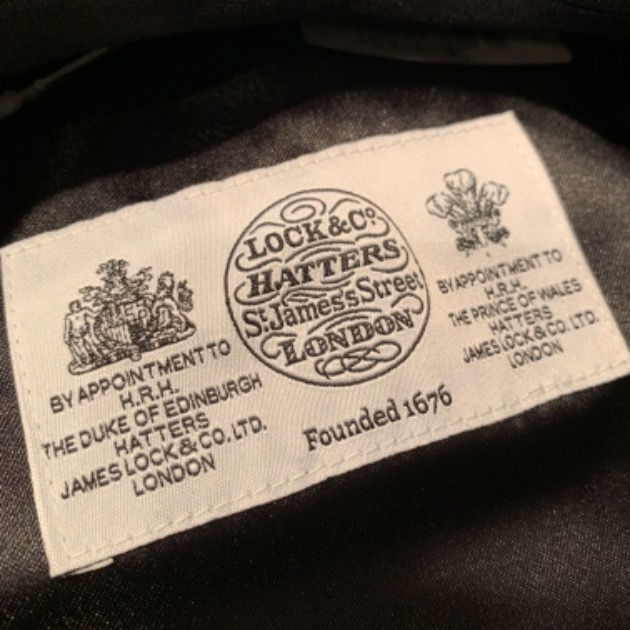 BY APPOINTMENT TO
H.R.H.
THE DUKE OF EDINBURGH
HATTERS
JAMES LOCK & CO. LTD.
LONDON
LOCK & Co.
HATTERS
St. James's Street
LONDON
Founded 1676
BY APPOINTMENT TO
H.R.H.
THE PRINCE OF WALES
HATTERS
JAMES LOCK & CO. LTD.
LONDON